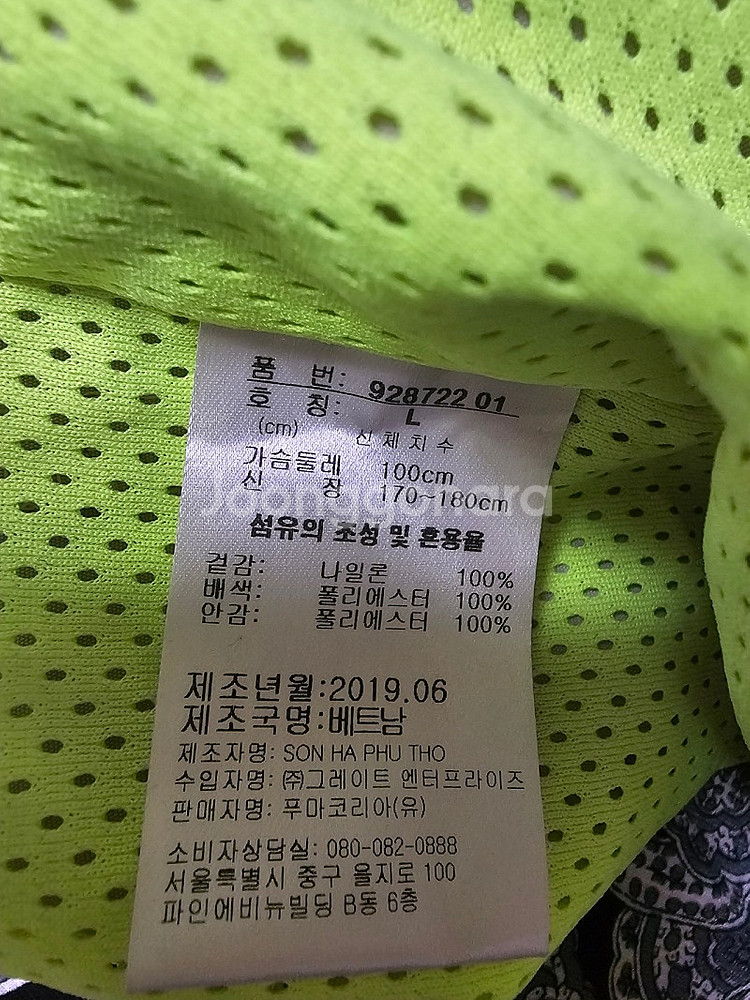 품 번: 928722 01
호 칭: L
(cm) 신체치수
가슴둘레 100cm
신 장 170~180cm
섬유의 조성 및 혼용율
겉감: 나일론 100%
배색: 폴리에스터 100%
안감: 폴리에스터 100%
제조년월:2019.06
제조국명:베트남
제조자명: SON HA PHU THO
수입자명: ㈜그레이트 엔터프라이즈
판매자명: 푸마코리아(유)
소비자상담실: 080-082-0888
서울특별시 중구 을지로 100
파인에비뉴빌딩 B동 6층
Joonggonara